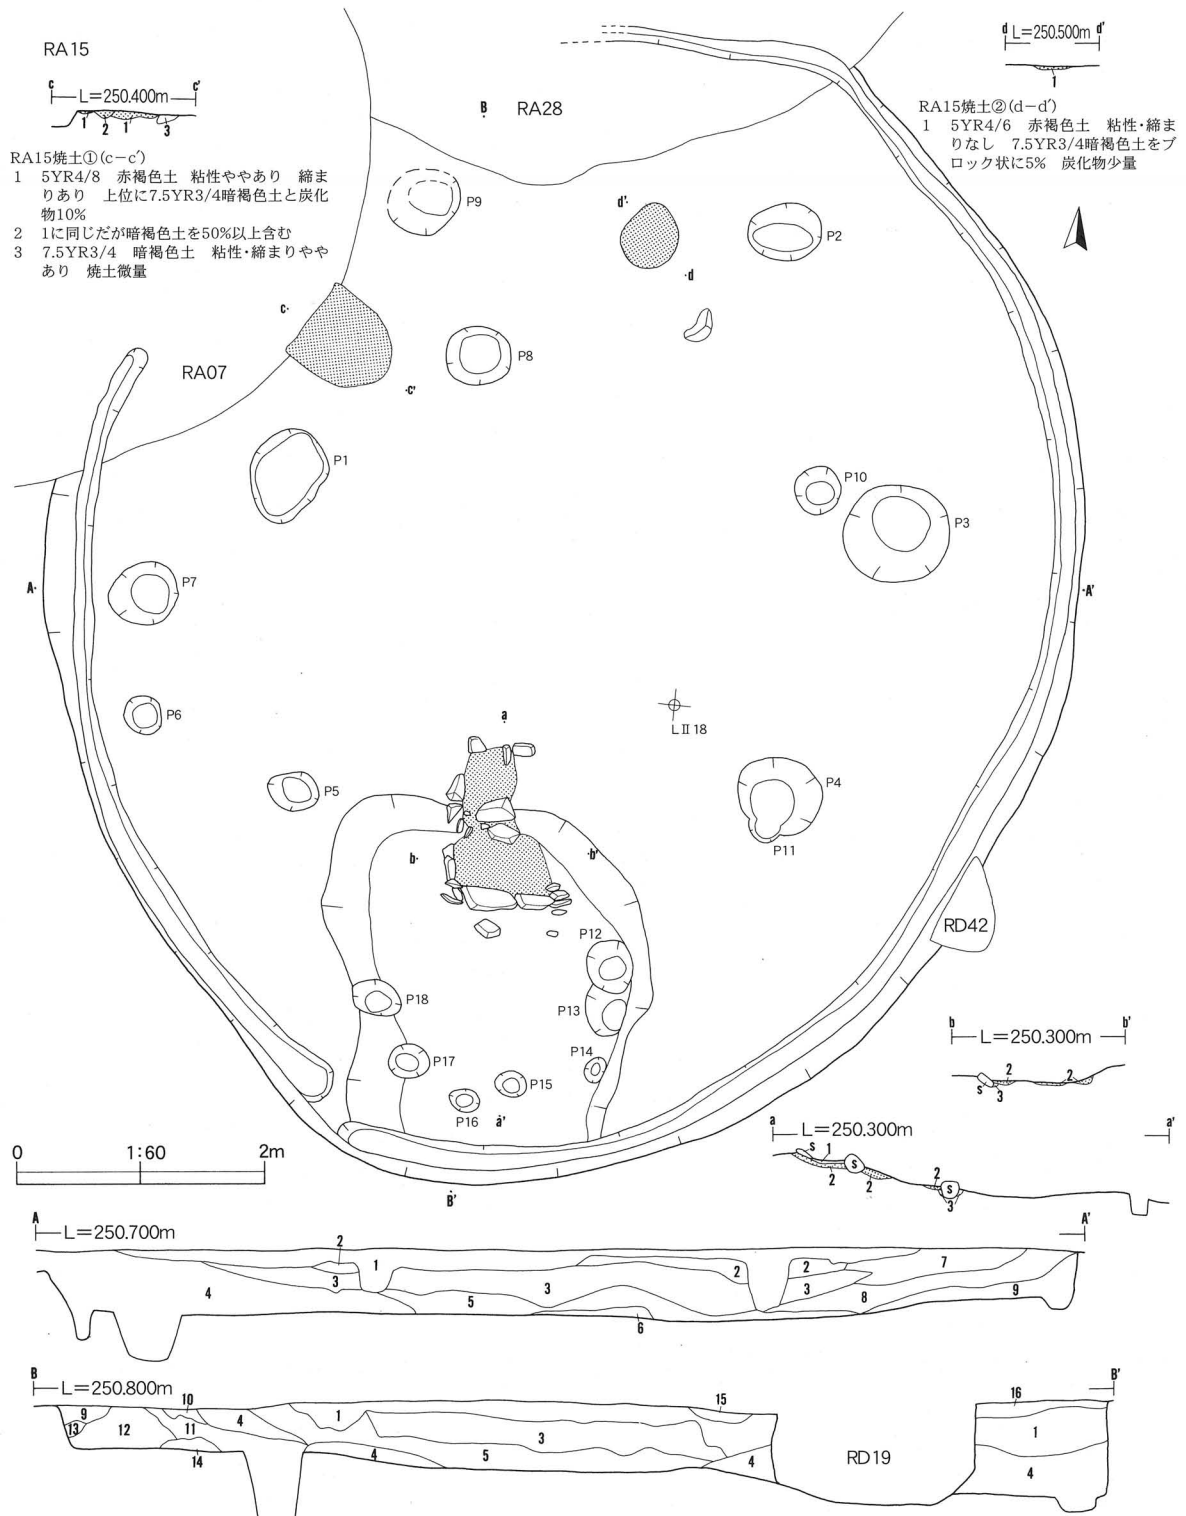 RA15
c c'
L=250.400m
1 2 1 3
RA15焼土①(c−c')
1 5YR4/8 赤褐色土 粘性ややあり 締ま
りあり 上位に7.5YR3/4暗褐色土と炭化
物10%
2 1に同じだが暗褐色土を50%以上含む
3 7.5YR3/4 暗褐色土 粘性・締まりやや
あり 焼土微量
d L=250.500m d'
1
RA15焼土②(d−d')
1 5YR4/6 赤褐色土 粘性・締ま
りなし 7.5YR3/4暗褐色土をブ
ロック状に5% 炭化物少量
B
RA28
P9
d'
P2
d
c
P8
RA07
c'
P1
P10
P3
P7
A
A'
P6
a
LⅡ18
P5
P4
P11
b
b'
RD42
P12
P18
P13
P17
P14
P15
P16
a'
B'
0 1:60 2m
b b'
L=250.300m
s 3 2 2
a a'
L=250.300m
s 1 s 2 2 2 s 3
A A'
L=250.700m
2 1 2 2 7
4 3 3 3 8 9
5 6
B B'
L=250.800m
9 10 4 1 15 16
13 12 11 3 1
14 4 5 4 RD19 4